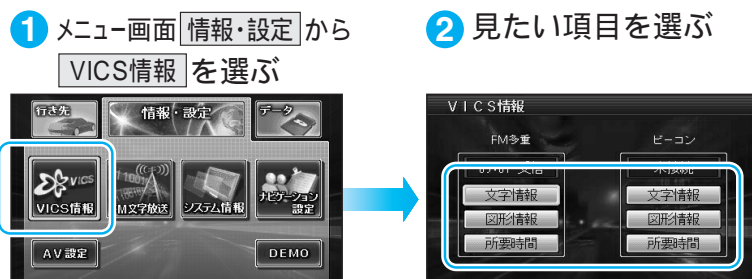 1 メニュー画面 情報・設定 から
VICS情報 を選ぶ
行き先
情報・設定
データ
VICS
VICS情報
M文字放送
システム情報
ナビゲーション
設定
AV設定
DEMO
2 見たい項目を選ぶ
VICS情報
FM多重
ビーコン
文字情報
文字情報
図形情報
図形情報
所要時間
所要時間